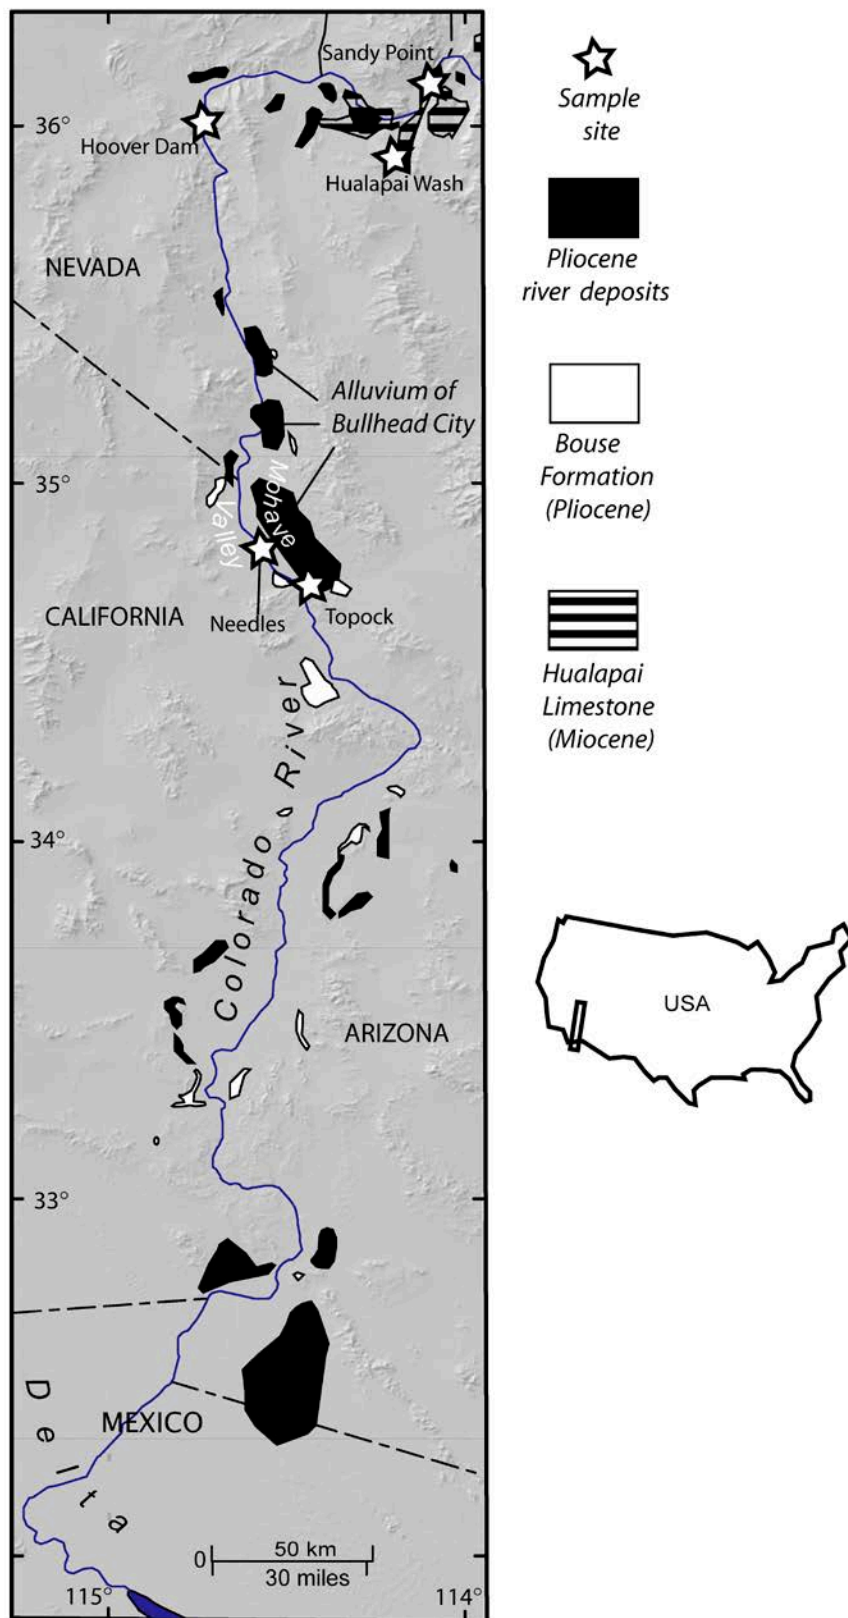 Sandy Point
36°
Hoover Dam
Hualapai Wash
NEVADA
Alluvium of
Bullhead City
35°
Mohave
Valley
CALIFORNIA
Needles
Topock
Colorado River
34°
ARIZONA
33°
MEXICO
Delta
0
50 km
30 miles
115°
114°
Sample
site
Pliocene
river deposits
Bouse
Formation
(Pliocene)
Hualapai
Limestone
(Miocene)
USA